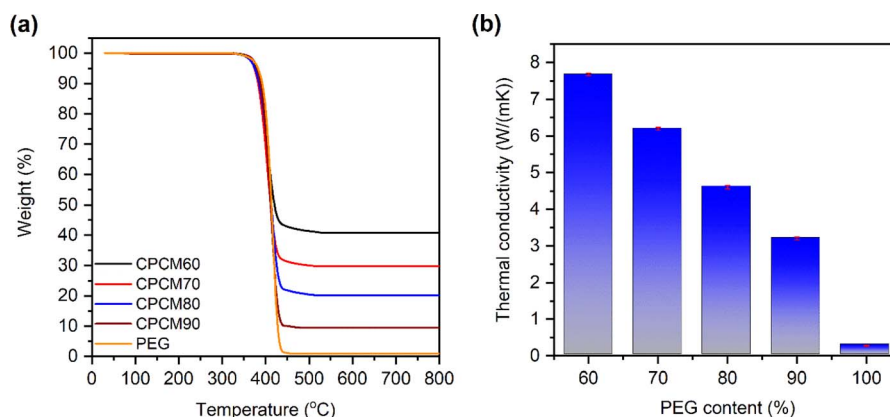 (a)
100
90
80
70
60
50
40
30
20
10
0
Weight (%)
CPCM60
CPCM70
CPCM80
CPCM90
PEG
0 100 200 300 400 500 600 700 800
Temperature (°C)
(b)
8
7
6
5
4
3
2
1
0
Thermal conductivity (W/(mK))
60 70 80 90 100
PEG content (%)